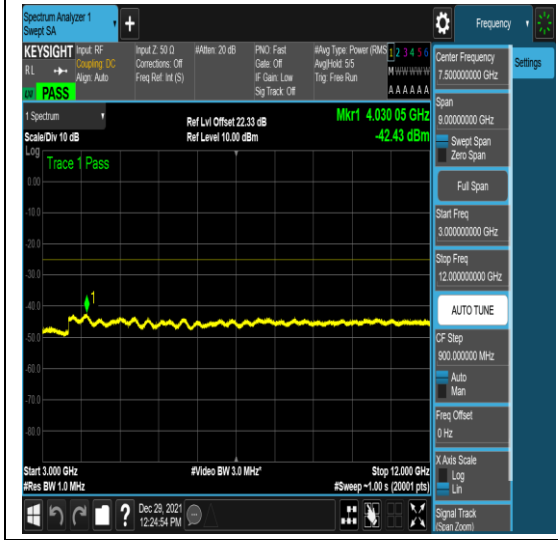 Spectrum Analyzer 1
Swept SA
Frequency
KEYSIGHT
Input: RF
Coupling: DC
Align: Auto
Input Z: 50 Ω
Corrections: Off
Freq Ref: Int (S)
#Atten: 20 dB
PNO: Fast
Gate: Off
IF Gain: Low
Sig Track: Off
#Avg Type: Power (RMS
Avg|Hold: 5/5
Trig: Free Run
1 2 3 4 5 6
M W W W W W
A A A A A A
R L
PASS
1 Spectrum
Scale/Div 10 dB
Ref Lvl Offset 22.33 dB
Ref Level 10.00 dBm
Mkr1 4.030 05 GHz
-42.43 dBm
Log
Trace 1 Pass
0.00
-10.0
-20.0
-30.0
-40.0
-50.0
-60.0
-70.0
-80.0
1
Start 3.000 GHz
#Res BW 1.0 MHz
#Video BW 3.0 MHz*
Stop 12.000 GHz
#Sweep ~1.00 s (20001 pts)
Dec 29, 2021
12:24:54 PM
Center Frequency
7.500000000 GHz
Settings
Span
9.00000000 GHz
Swept Span
Zero Span
Full Span
Start Freq
3.000000000 GHz
Stop Freq
12.000000000 GHz
AUTO TUNE
CF Step
900.000000 MHz
Auto
Man
Freq Offset
0 Hz
X Axis Scale
Log
Lin
Signal Track
(Span Zoom)